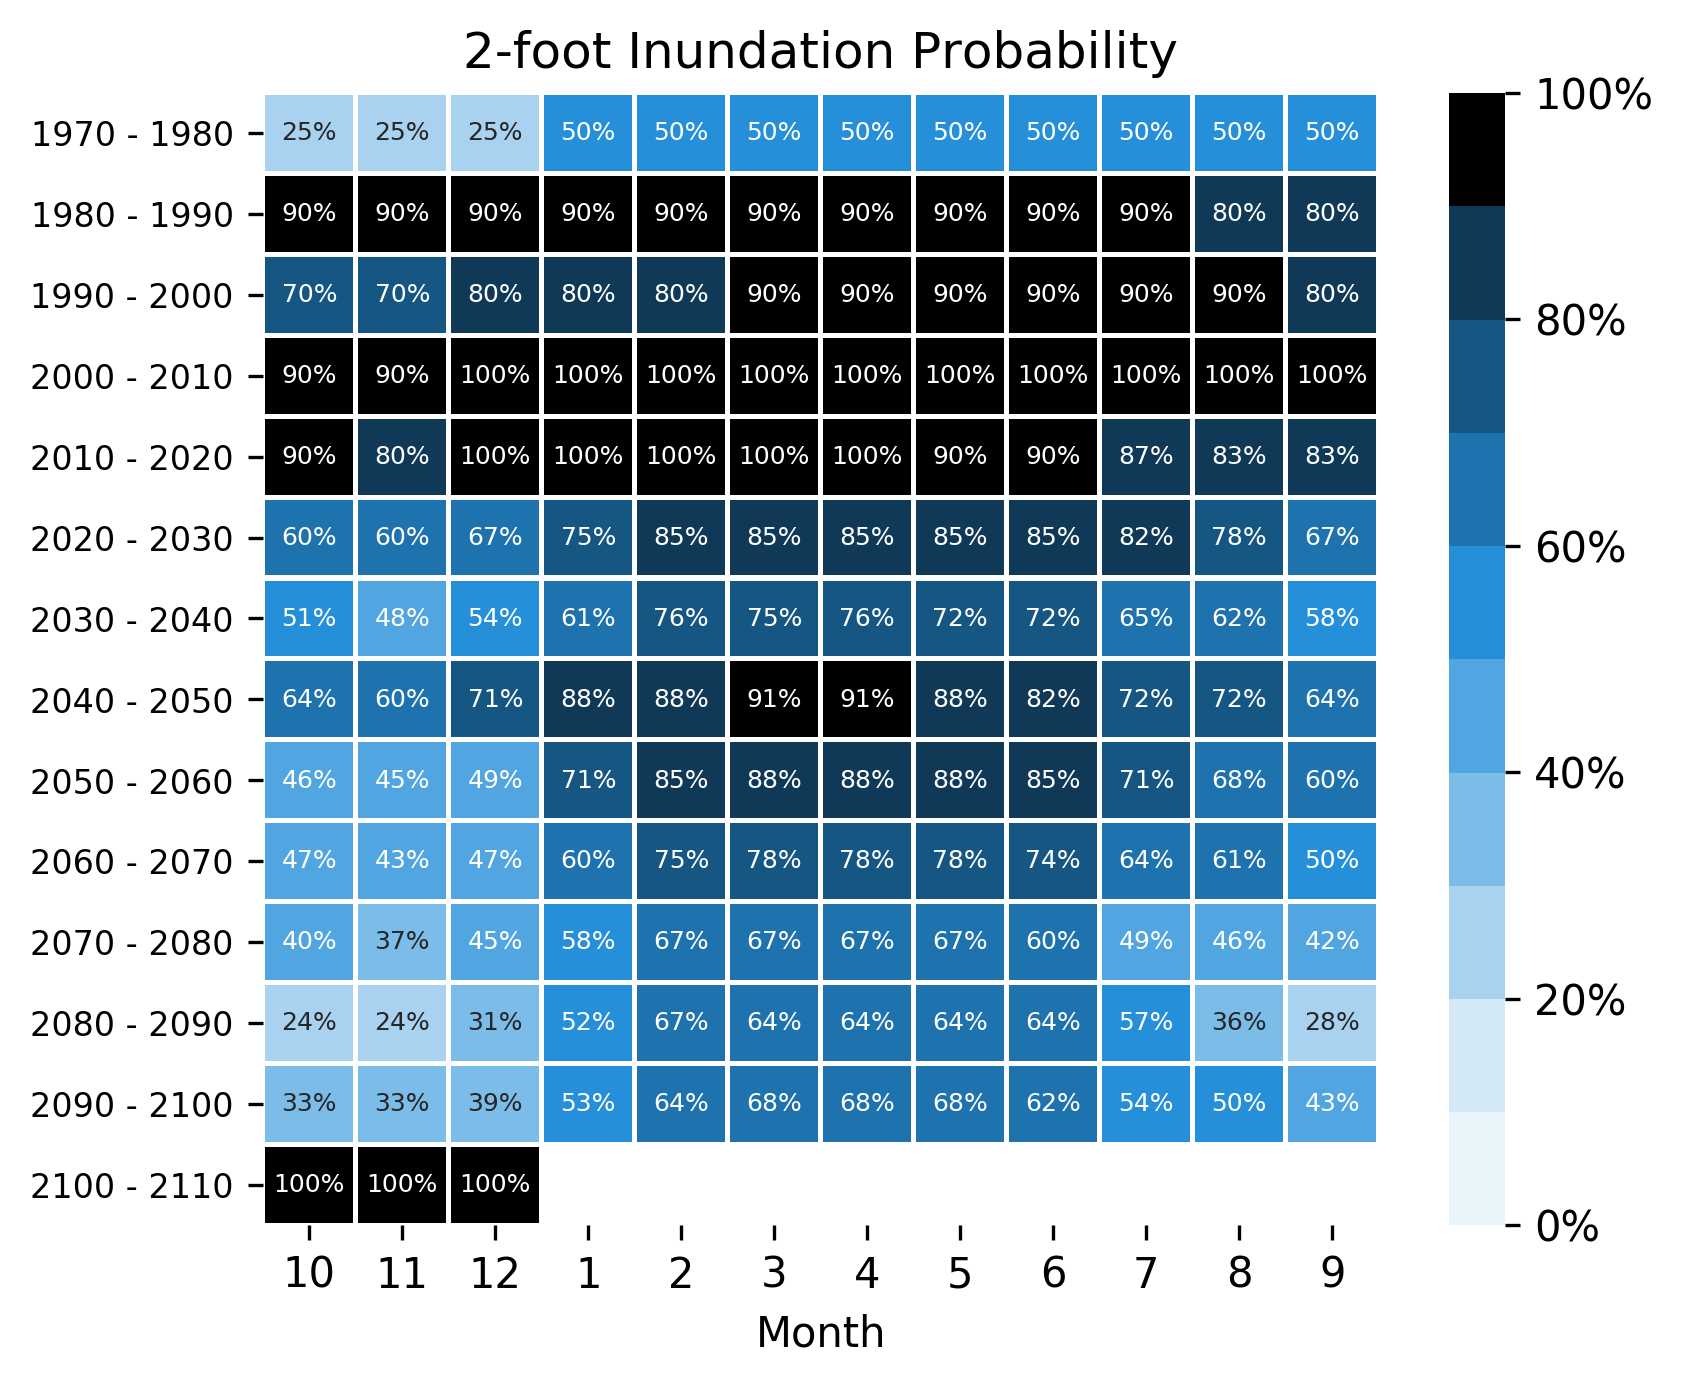 2-foot Inundation Probability
1970 - 1980 25% 25% 25% 50% 50% 50% 50% 50% 50% 50% 50% 50%
1980 - 1990 90% 90% 90% 90% 90% 90% 90% 90% 90% 90% 80% 80%
1990 - 2000 70% 70% 80% 80% 80% 90% 90% 90% 90% 90% 90% 80%
2000 - 2010 90% 90% 100% 100% 100% 100% 100% 100% 100% 100% 100% 100%
2010 - 2020 90% 80% 100% 100% 100% 100% 100% 90% 90% 87% 83% 83%
2020 - 2030 60% 60% 67% 75% 85% 85% 85% 85% 85% 82% 78% 67%
2030 - 2040 51% 48% 54% 61% 76% 75% 76% 72% 72% 65% 62% 58%
2040 - 2050 64% 60% 71% 88% 88% 91% 91% 88% 82% 72% 72% 64%
2050 - 2060 46% 45% 49% 71% 85% 88% 88% 88% 85% 71% 68% 60%
2060 - 2070 47% 43% 47% 60% 75% 78% 78% 78% 74% 64% 61% 50%
2070 - 2080 40% 37% 45% 58% 67% 67% 67% 67% 60% 49% 46% 42%
2080 - 2090 24% 24% 31% 52% 67% 64% 64% 64% 64% 57% 36% 28%
2090 - 2100 33% 33% 39% 53% 64% 68% 68% 68% 62% 54% 50% 43%
2100 - 2110 100% 100% 100%
10 11 12 1 2 3 4 5 6 7 8 9
Month
100%
80%
60%
40%
20%
0%